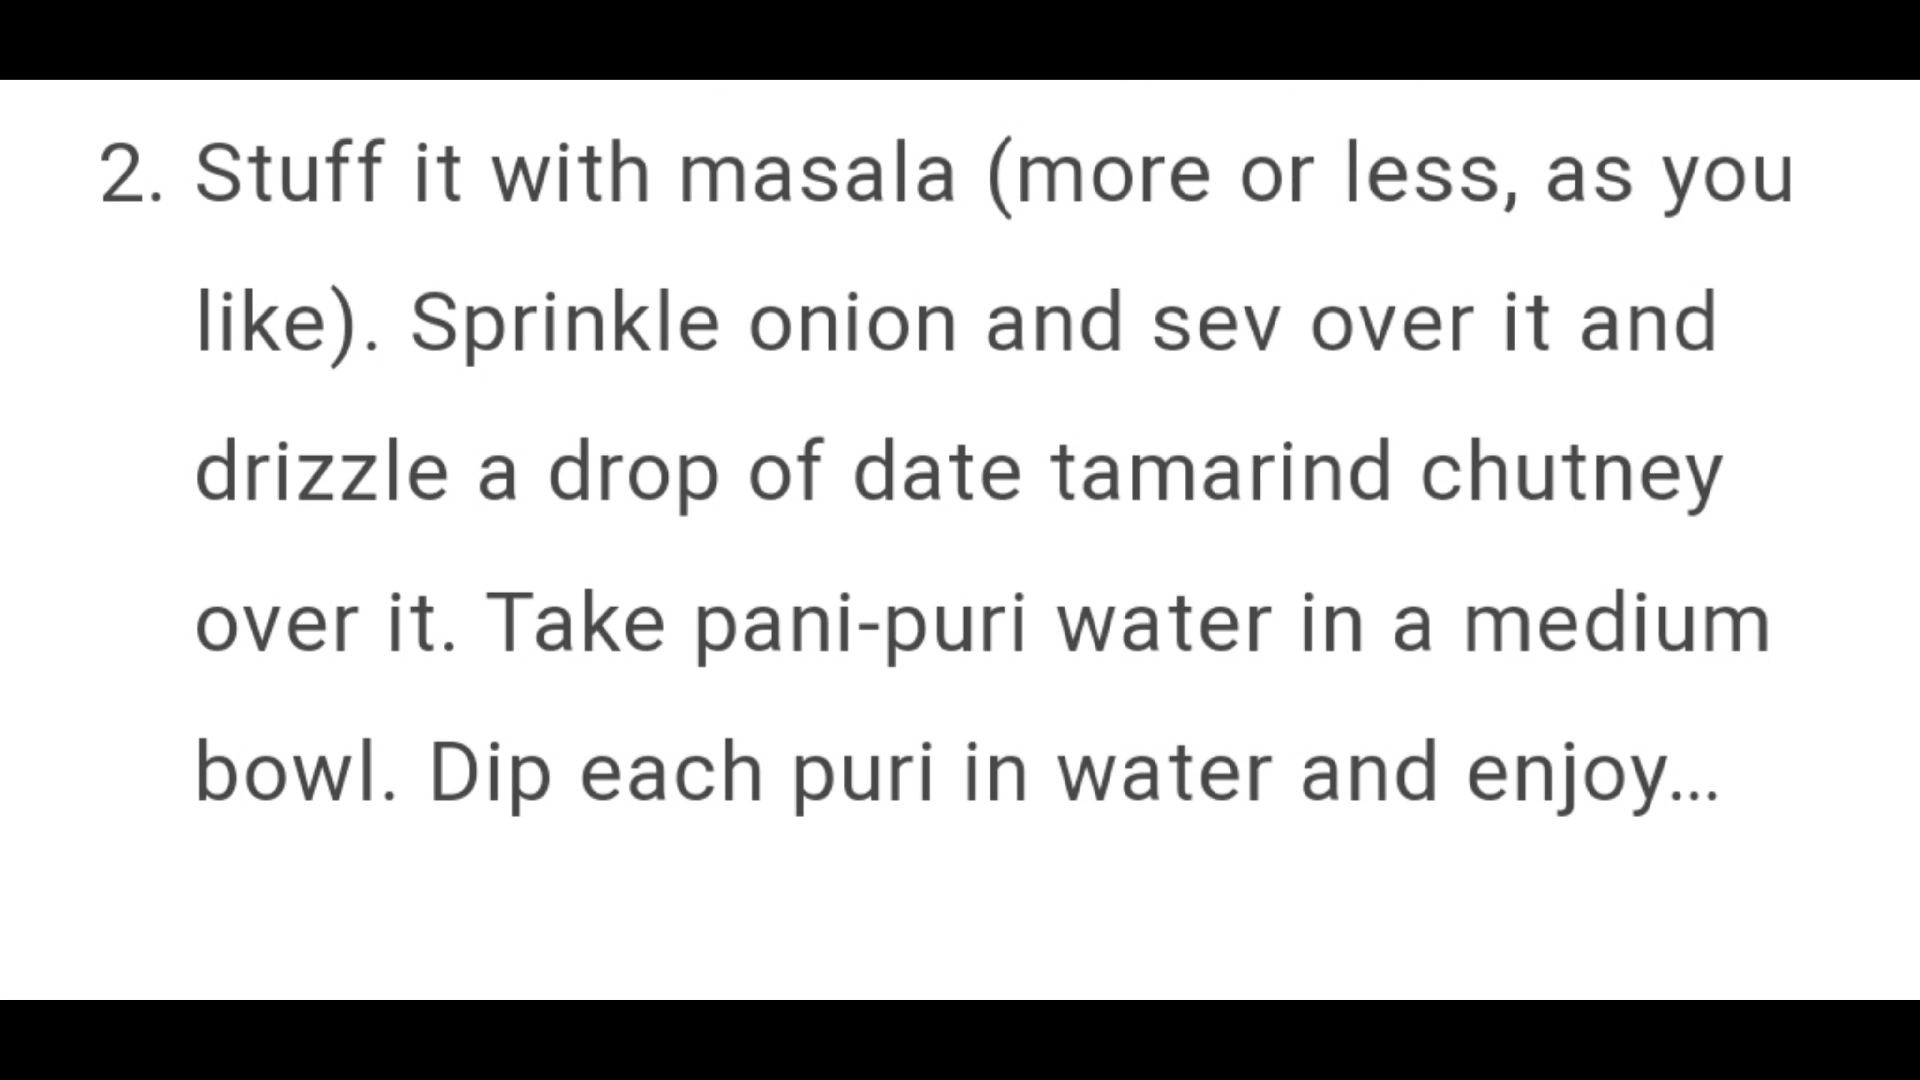 2. Stuff it with masala (more or less, as you
like). Sprinkle onion and sev over it and
drizzle a drop of date tamarind chutney
over it. Take pani-puri water in a medium
bowl. Dip each puri in water and enjoy...